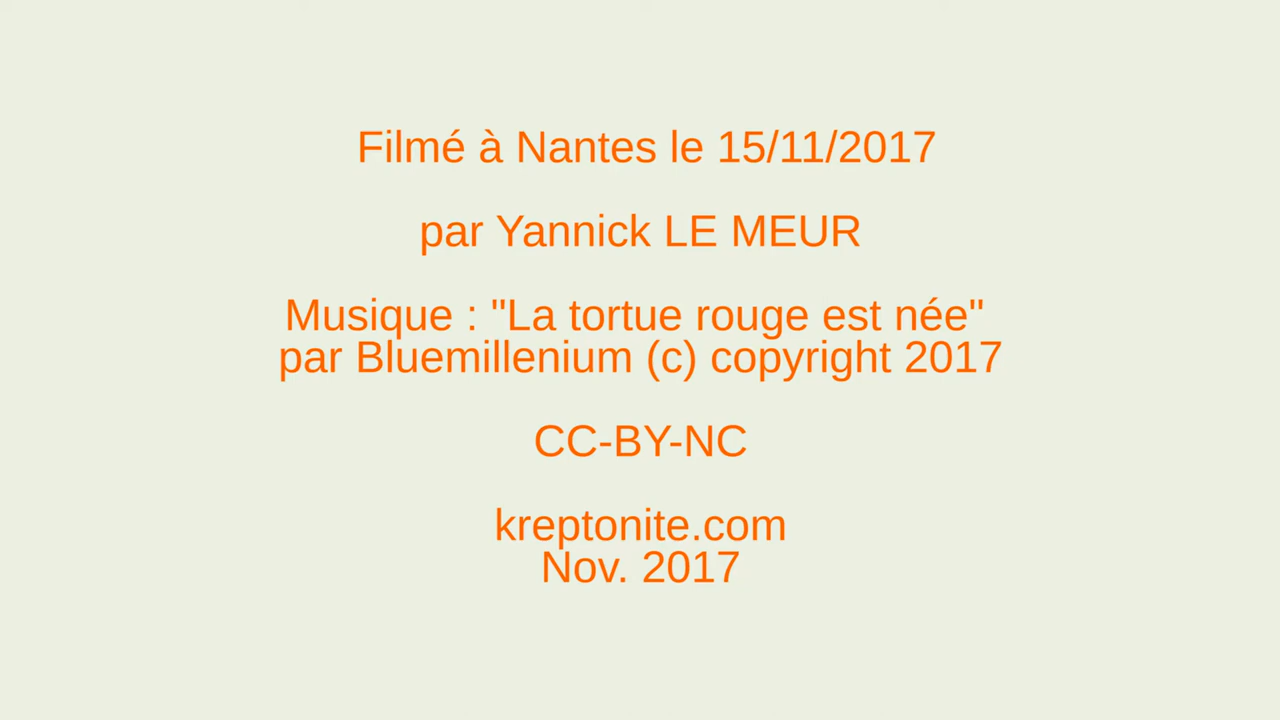 Filmé à Nantes le 15/11/2017
par Yannick LE MEUR
Musique : "La tortue rouge est née"
par Bluemillenium (c) copyright 2017
CC-BY-NC
kreptonite.com
Nov. 2017